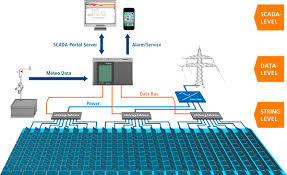 SCADA-
LEVEL
SCADA-Portal Server
Alarm/Service
DATA-
LEVEL
Meteo Data
Data Bus
Power
STRING
LEVEL